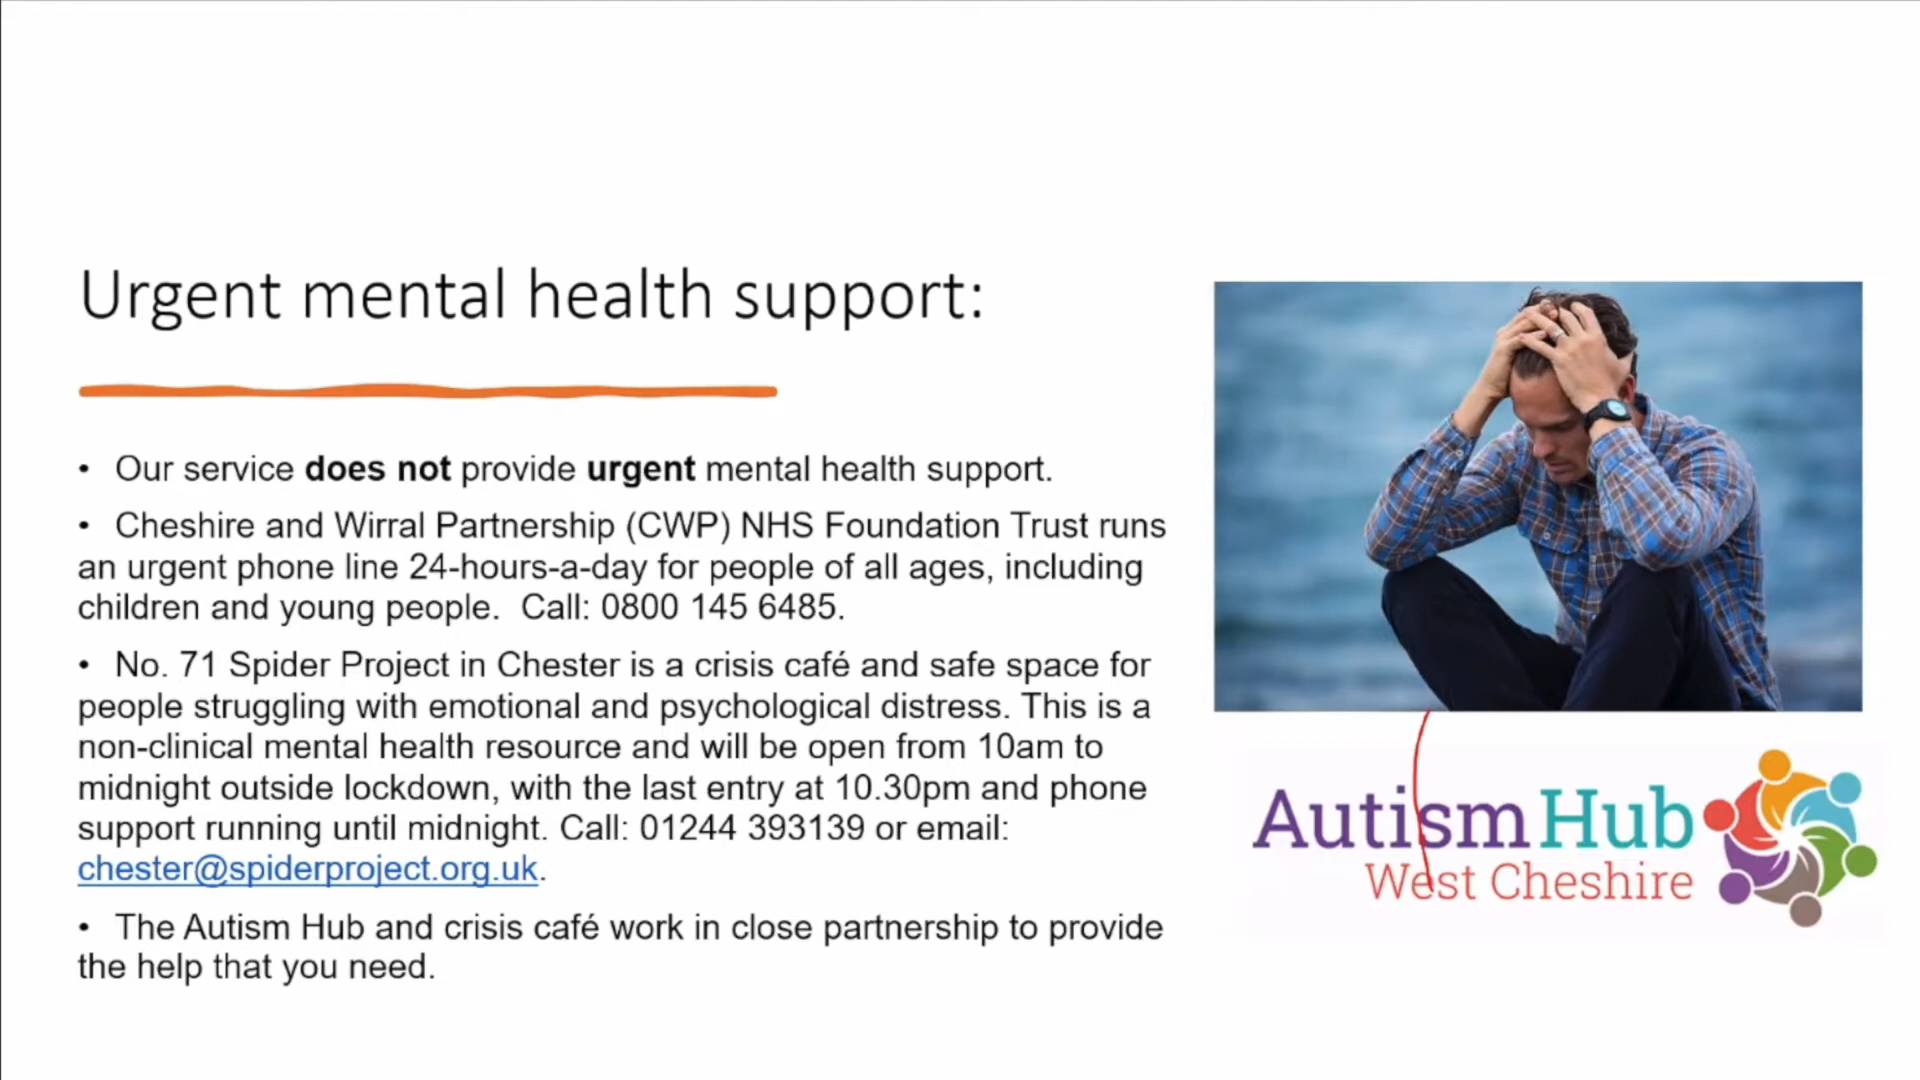 Urgent mental health support:
• Our service does not provide urgent mental health support.
• Cheshire and Wirral Partnership (CWP) NHS Foundation Trust runs
an urgent phone line 24-hours-a-day for people of all ages, including
children and young people.  Call: 0800 145 6485.
• No. 71 Spider Project in Chester is a crisis café and safe space for
people struggling with emotional and psychological distress. This is a
non-clinical mental health resource and will be open from 10am to
midnight outside lockdown, with the last entry at 10.30pm and phone
support running until midnight. Call: 01244 393139 or email:
chester@spiderproject.org.uk.
• The Autism Hub and crisis café work in close partnership to provide
the help that you need.
Autism Hub
West Cheshire